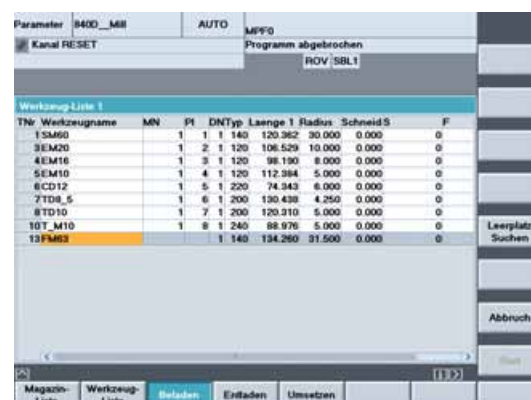 Parameter 840D__Mill AUTO MPF0
Kanal RESET Programm abgebrochen
ROV SBL1
Werkzeug-Liste 1
TNr Werkzeugname MN Pl DN Typ Laenge 1 Radius Schneid S F
1 SM60 1 1 1 140 120.362 30.000 0.000 0
3 EM20 1 2 1 120 106.529 10.000 0.000 0
4 EM16 1 3 1 120 98.190 8.000 0.000 0
5 EM10 1 4 1 120 112.384 5.000 0.000 0
6 CD12 1 5 1 220 74.343 6.000 0.000 0
7 TD8_5 1 6 1 200 130.438 4.250 0.000 0
8 TD10 1 7 1 200 120.310 5.000 0.000 0
10 T_M10 1 8 1 240 88.976 5.000 0.000 0
13 FM63 1 140 134.260 31.500 0.000 0
Leerplatz
Suchen
Abbruch
Start
Magazin-
Liste
Werkzeug-
Liste
Beladen
Entladen
Umsetzen